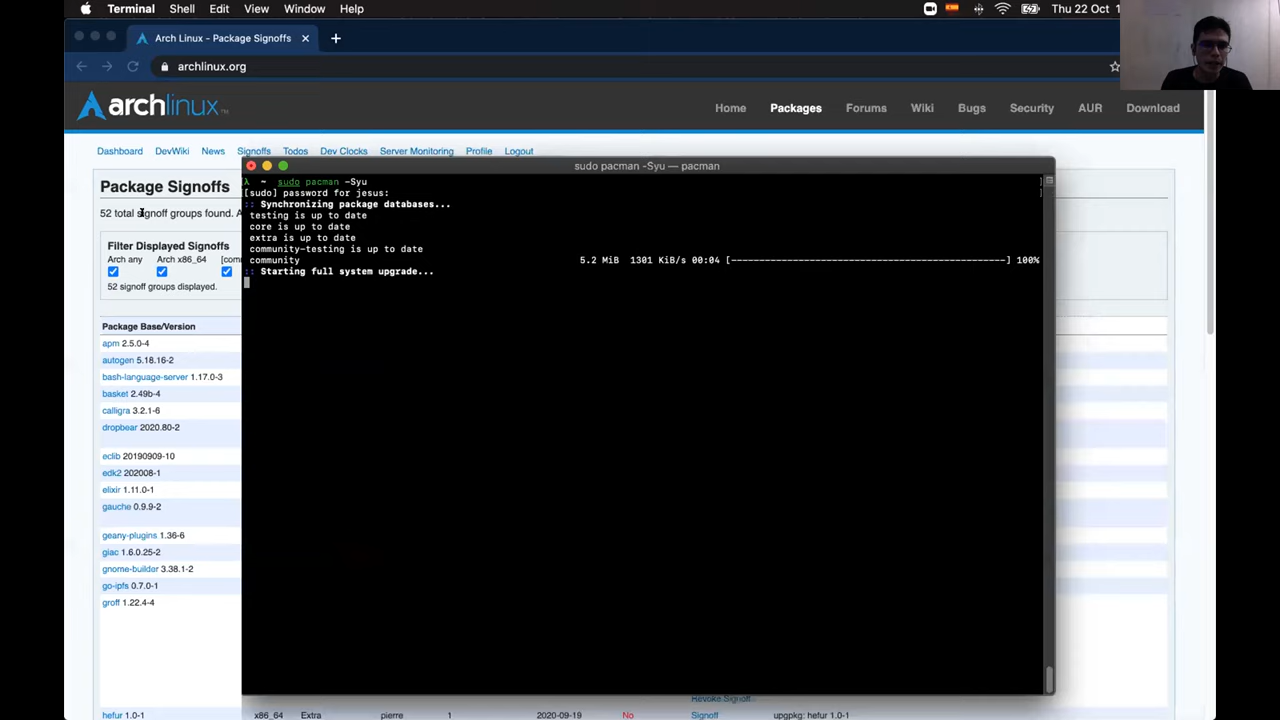 Terminal Shell Edit View Window Help Thu 22 Oct
Arch Linux - Package Signoffs
archlinux.org
archlinux Home Packages Forums Wiki Bugs Security AUR Download
Dashboard DevWiki News Signoffs Todos Dev Clocks Server Monitoring Profile Logout
sudo pacman -Syu — pacman
λ ~ sudo pacman -Syu
[sudo] password for jesus:
:: Synchronizing package databases...
testing is up to date
core is up to date
extra is up to date
community-testing is up to date
community 5.2 MiB 1301 KiB/s 00:04 [----------------------------------------------] 100%
:: Starting full system upgrade...
Package Signoffs
52 total signoff groups found.
Filter Displayed Signoffs
Arch any Arch x86_64
52 signoff groups displayed.
Package Base/Version
apm 2.5.0-4
autogen 5.18.16-2
bash-language-server 1.17.0-3
basket 2.49b-4
calligra 3.2.1-6
dropbear 2020.80-2
eclib 20190909-10
edk2 202008-1
elixir 1.11.0-1
gauche 0.9.9-2
geany-plugins 1.36-6
giac 1.6.0.25-2
gnome-builder 3.38.1-2
go-ipfs 0.7.0-1
groff 1.22.4-4
Revoke Signoff
hefur 1.0-1 x86_64 Extra pierre 1 2020-09-19 No Signoff upgpkg: hefur 1.0-1